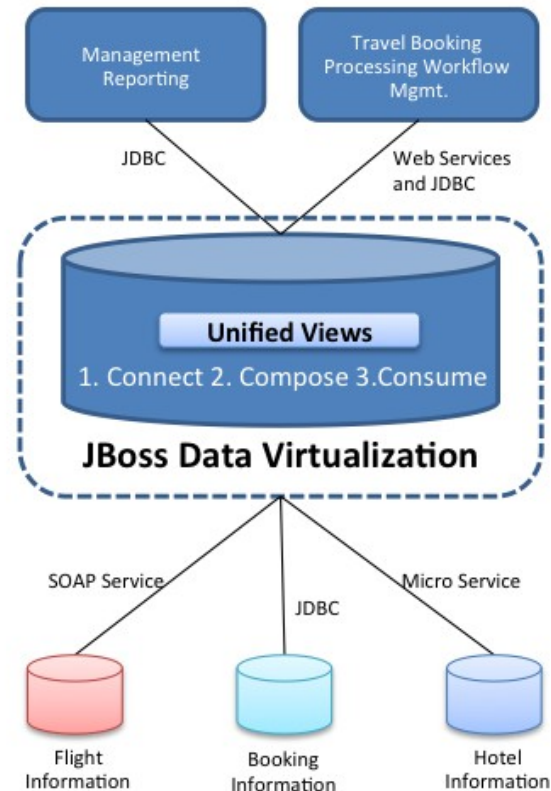 Management
Reporting
Travel Booking
Processing Workflow
Mgmt.
JDBC
Web Services
and JDBC
Unified Views
1. Connect 2. Compose 3.Consume
JBoss Data Virtualization
SOAP Service
JDBC
Micro Service
Flight
Information
Booking
Information
Hotel
Information